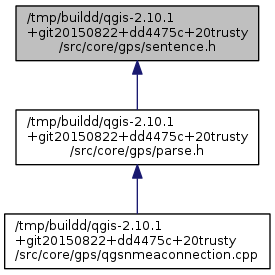 /tmp/buildd/qgis-2.10.1
+git20150822+dd4475c+20trusty
/src/core/gps/sentence.h
/tmp/buildd/qgis-2.10.1
+git20150822+dd4475c+20trusty
/src/core/gps/parse.h
/tmp/buildd/qgis-2.10.1
+git20150822+dd4475c+20trusty
/src/core/gps/qgsnmeaconnection.cpp